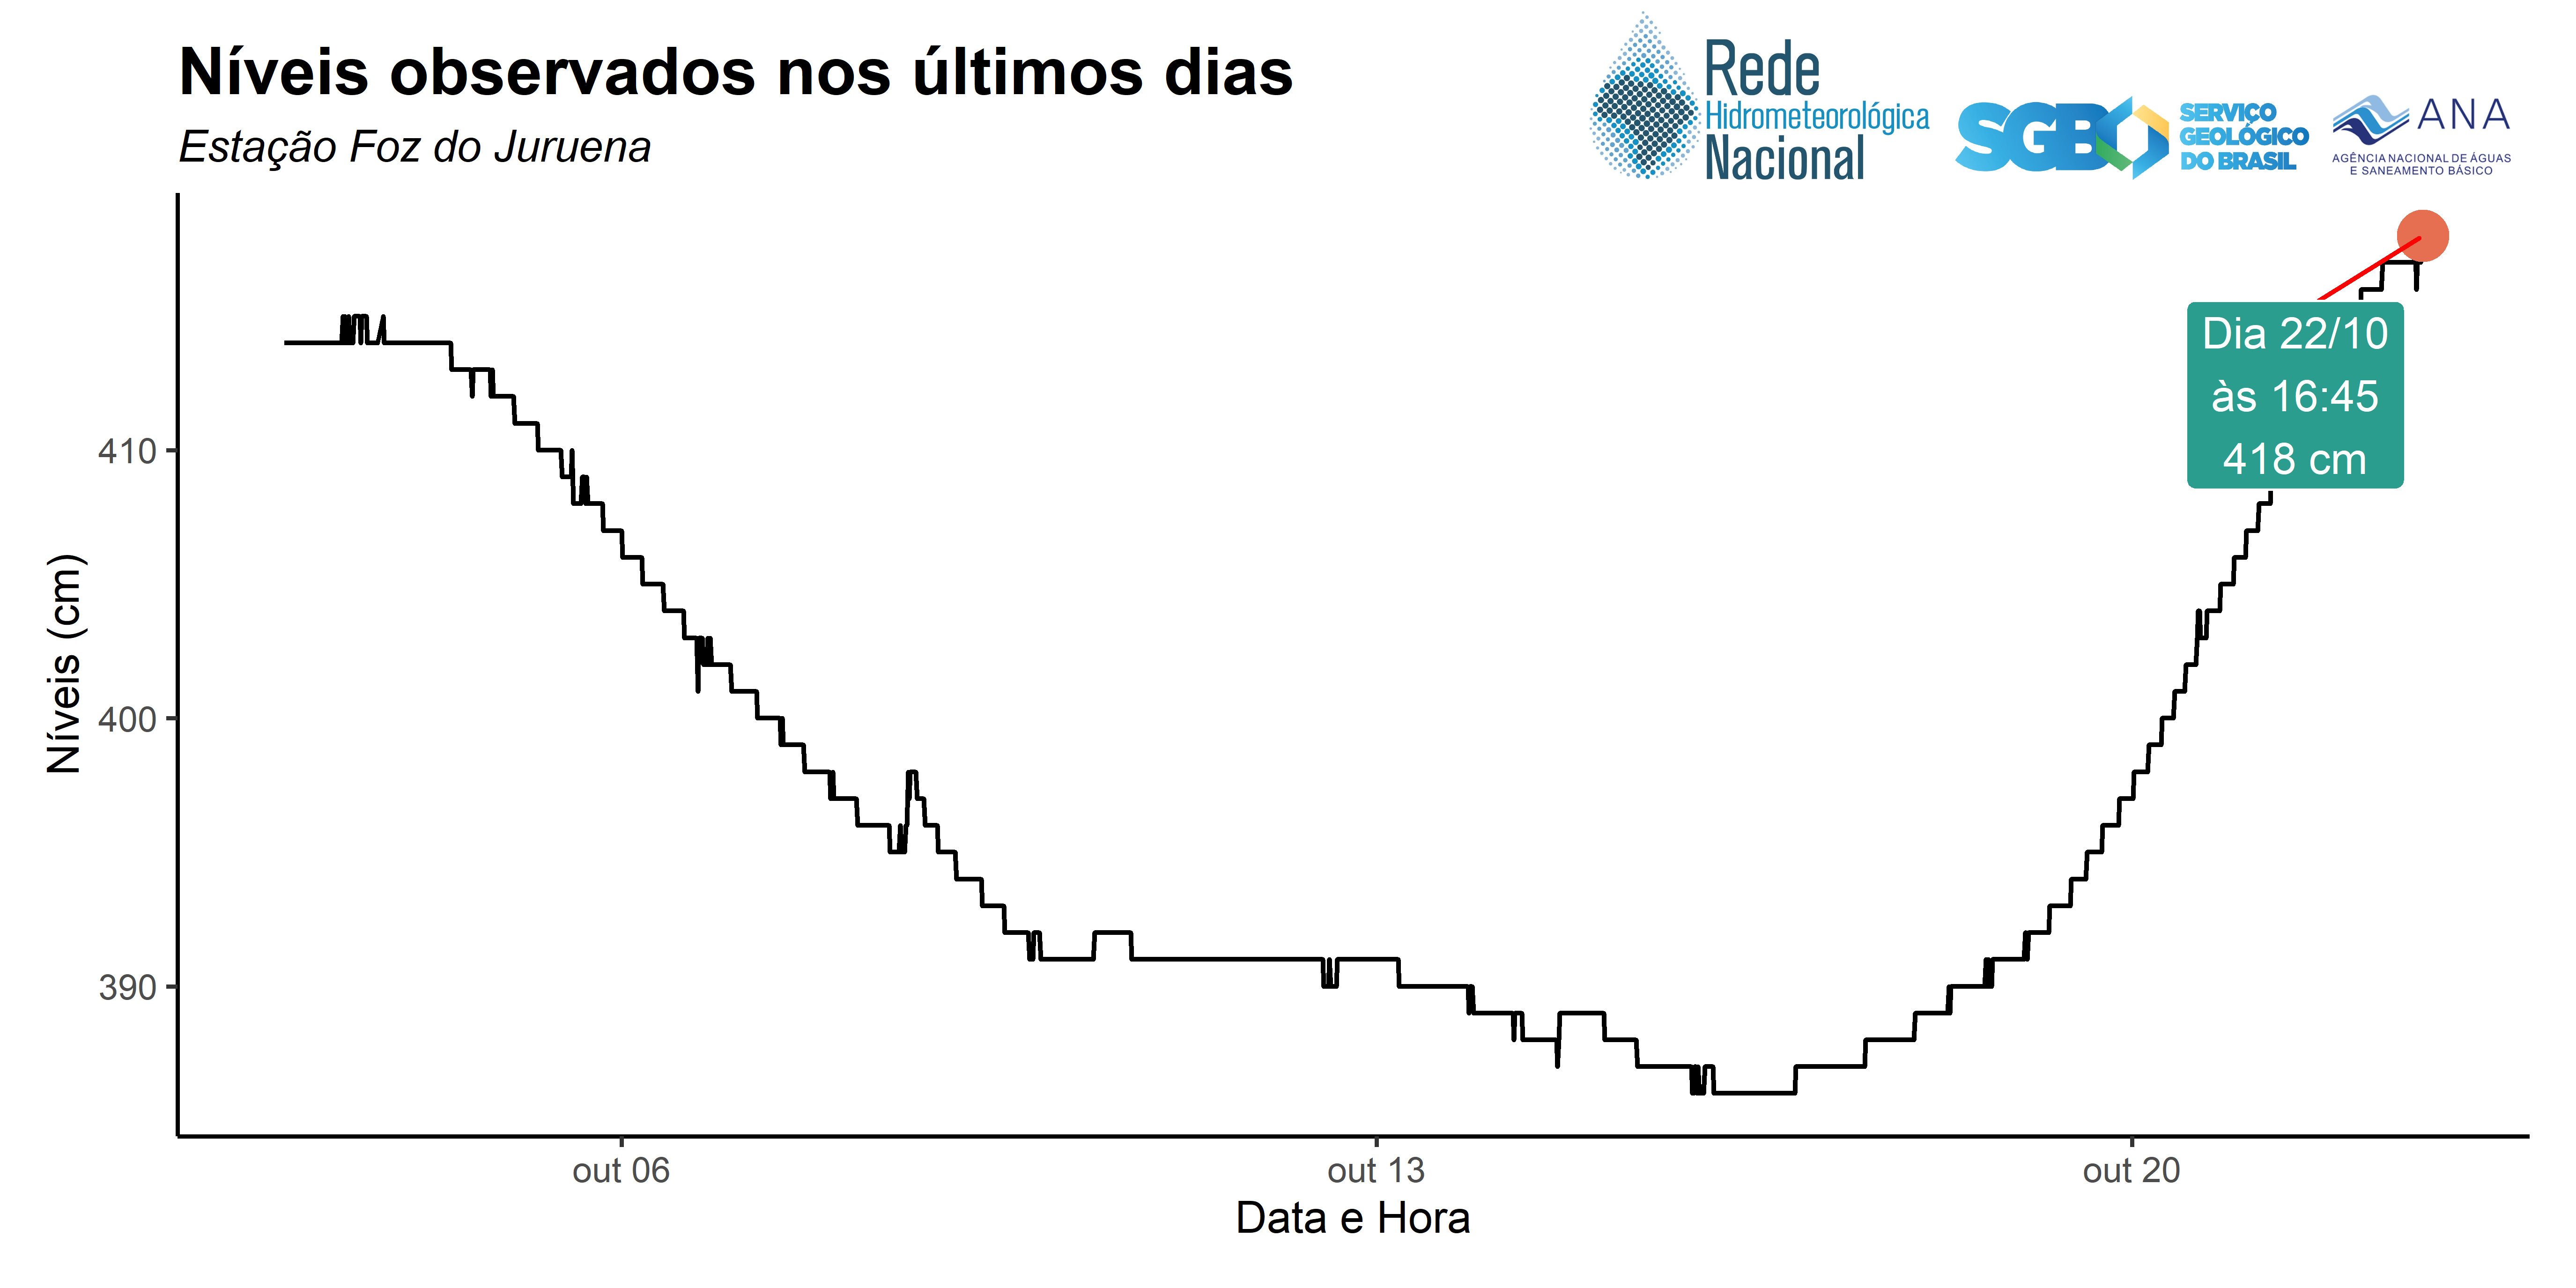 Níveis observados nos últimos dias
Estação Foz do Juruena
Rede
Hidrometeorológica
Nacional
SGB
SERVIÇO
GEOLÓGICO
DO BRASIL
ANA
AGÊNCIA NACIONAL DE ÁGUAS
E SANEAMENTO BÁSICO
Dia 22/10
às 16:45
418 cm
410
400
390
Níveis (cm)
out 06
out 13
out 20
Data e Hora